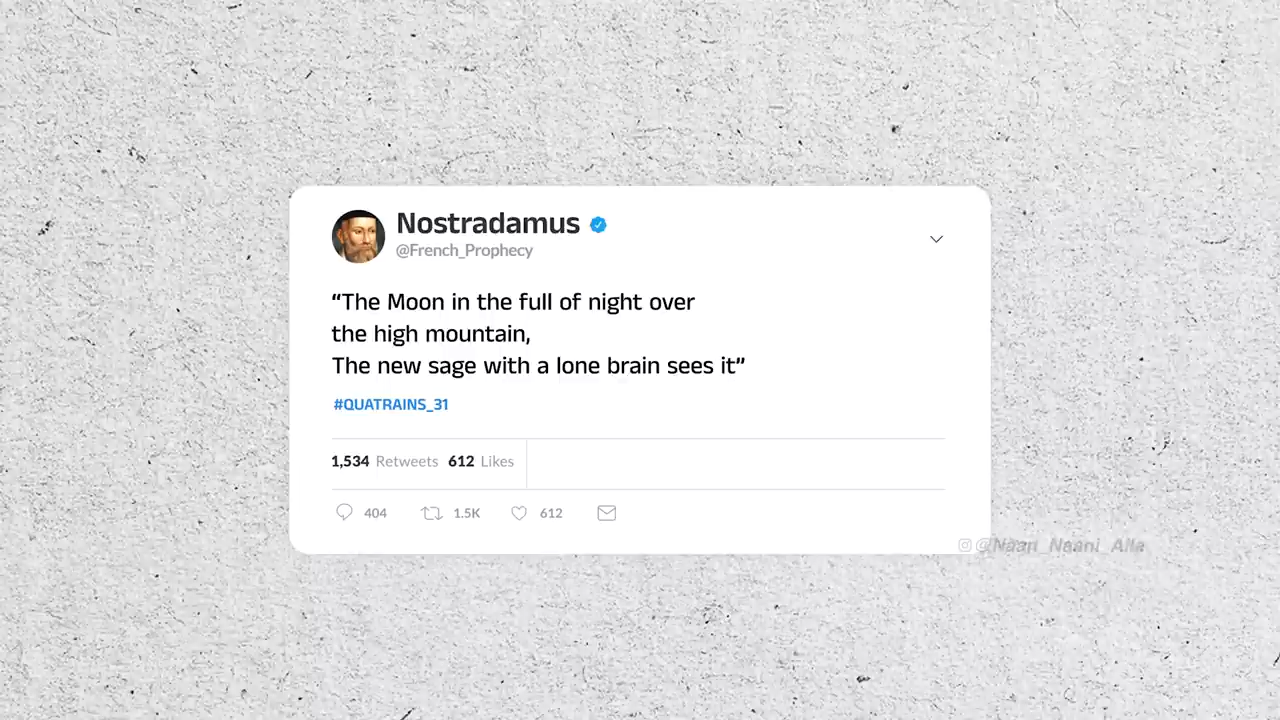 Nostradamus
@French_Prophecy
“The Moon in the full of night over
the high mountain,
The new sage with a lone brain sees it”
#QUATRAINS_31
1,534 Retweets 612 Likes
404 1.5K 612
@Naan_Naani_Alla